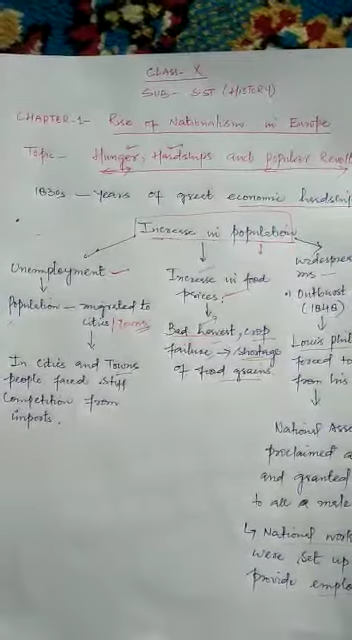 CLASS- X
SUB- SST (HISTORY)
CHAPTER-1- Rise of Nationalism in Europe
Topic- Hunger, Hardships and popular Revolt
1830s - years of great economic hardship
Increase in population
Unemployment
Population - migrated to
cities/Towns
In cities and Towns
people faced stiff
competition from
imports.
Increase in food
prices,
Bad harvest, crop
failure → shortage
of food grains.
Outburst
(1848)
Louis Phil
forced to
from his
National Asse
proclaimed a
and granted
to all a male
↳ National work
were set up
provide emplo